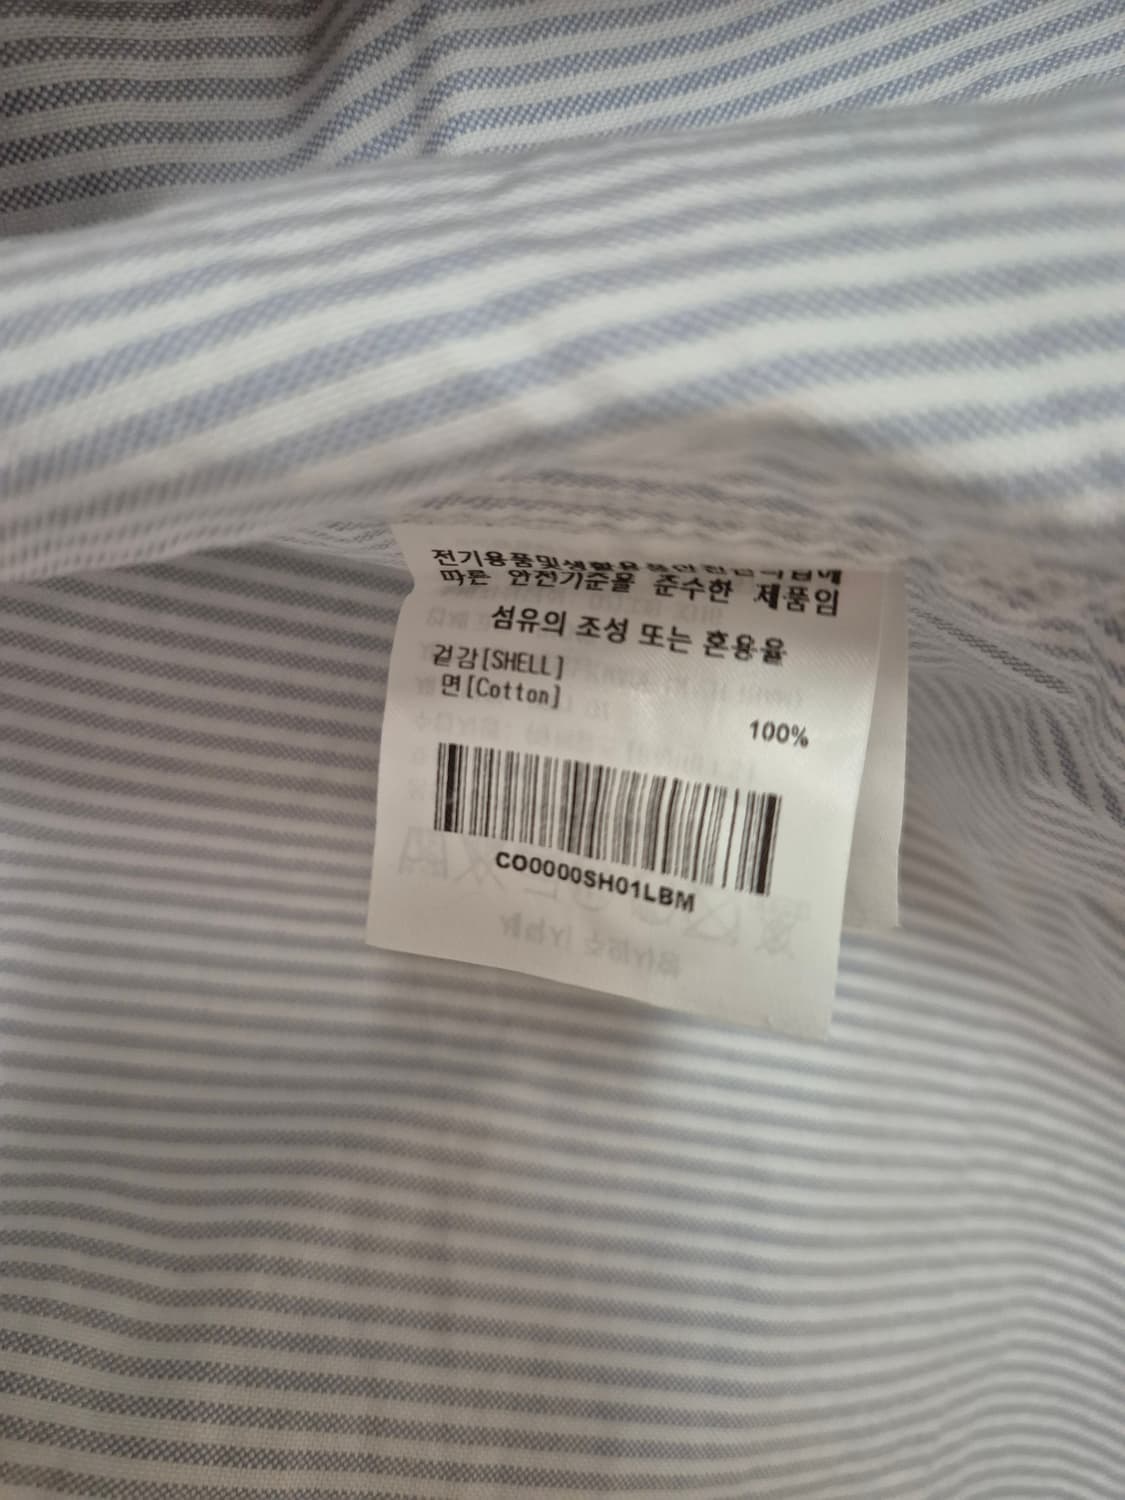 전기용품및생활용품안전관리법에
따른 안전기준을 준수한 제품임
섬유의 조성 또는 혼용율
겉감[SHELL]
면[Cotton]
100%
CO0000SH01LBM